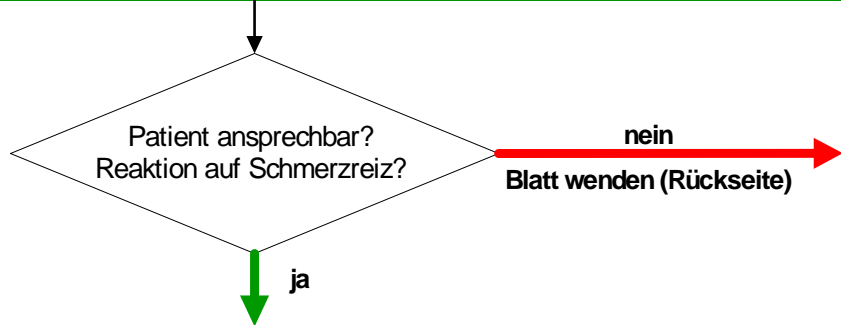 Patient ansprechbar?
Reaktion auf Schmerzreiz?
nein
Blatt wenden (Rückseite)
ja